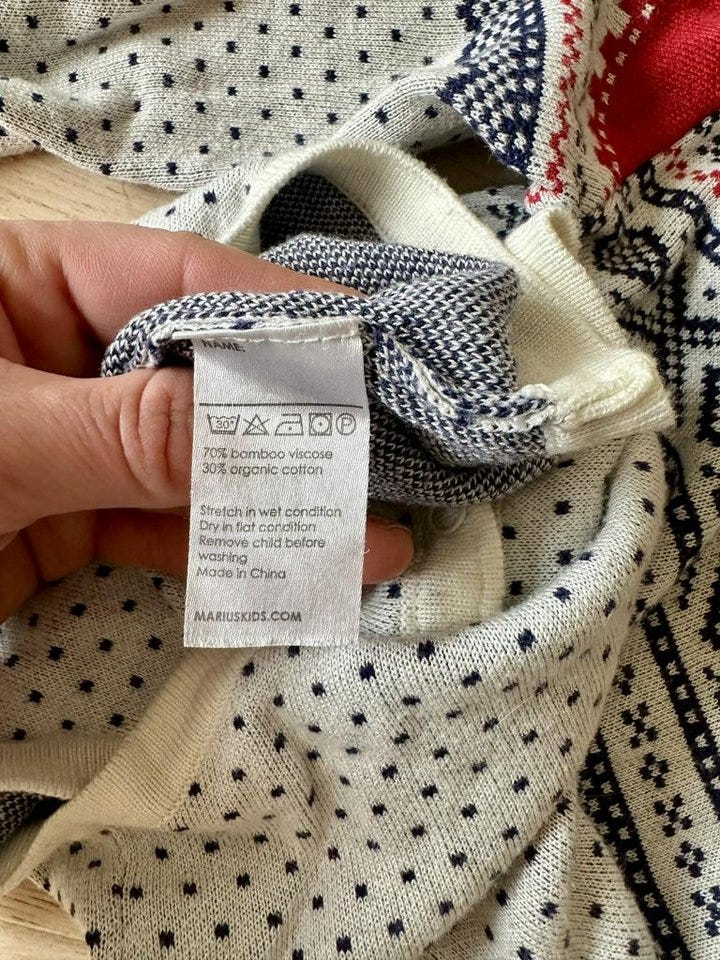 NAME:
30°
P
70% bamboo viscose
30% organic cotton
Stretch in wet condition
Dry in flat condition
Remove child before
washing
Made in China
MARIUSKIDS.COM